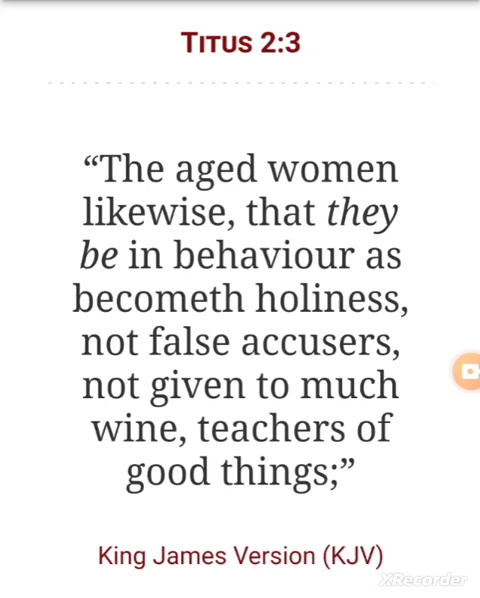 Titus 2:3
“The aged women
likewise, that they
be in behaviour as
becometh holiness,
not false accusers,
not given to much
wine, teachers of
good things;”
King James Version (KJV)
XRecorder